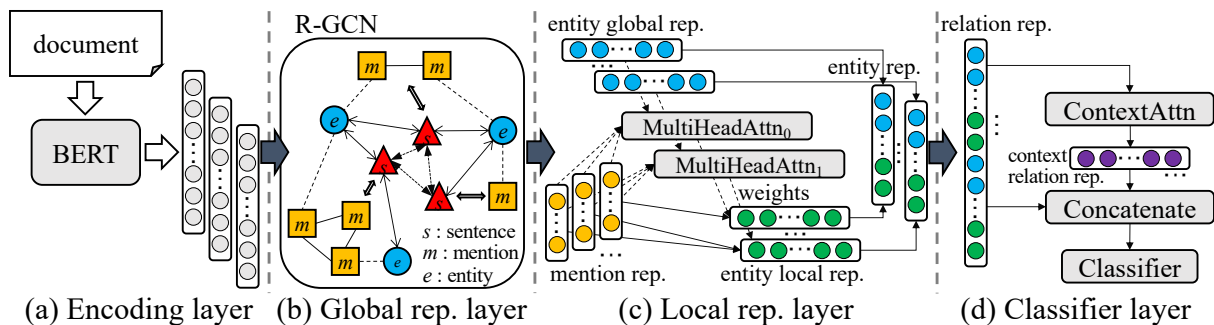 document
BERT
(a) Encoding layer
R-GCN
m
m
e
s
e
s
s
m
m
m
m
e
s : sentence
m : mention
e : entity
(b) Global rep. layer
entity global rep.
entity rep.
MultiHeadAttn0
MultiHeadAttn1
weights
mention rep.
entity local rep.
(c) Local rep. layer
relation rep.
ContextAttn
context
relation rep.
Concatenate
Classifier
(d) Classifier layer